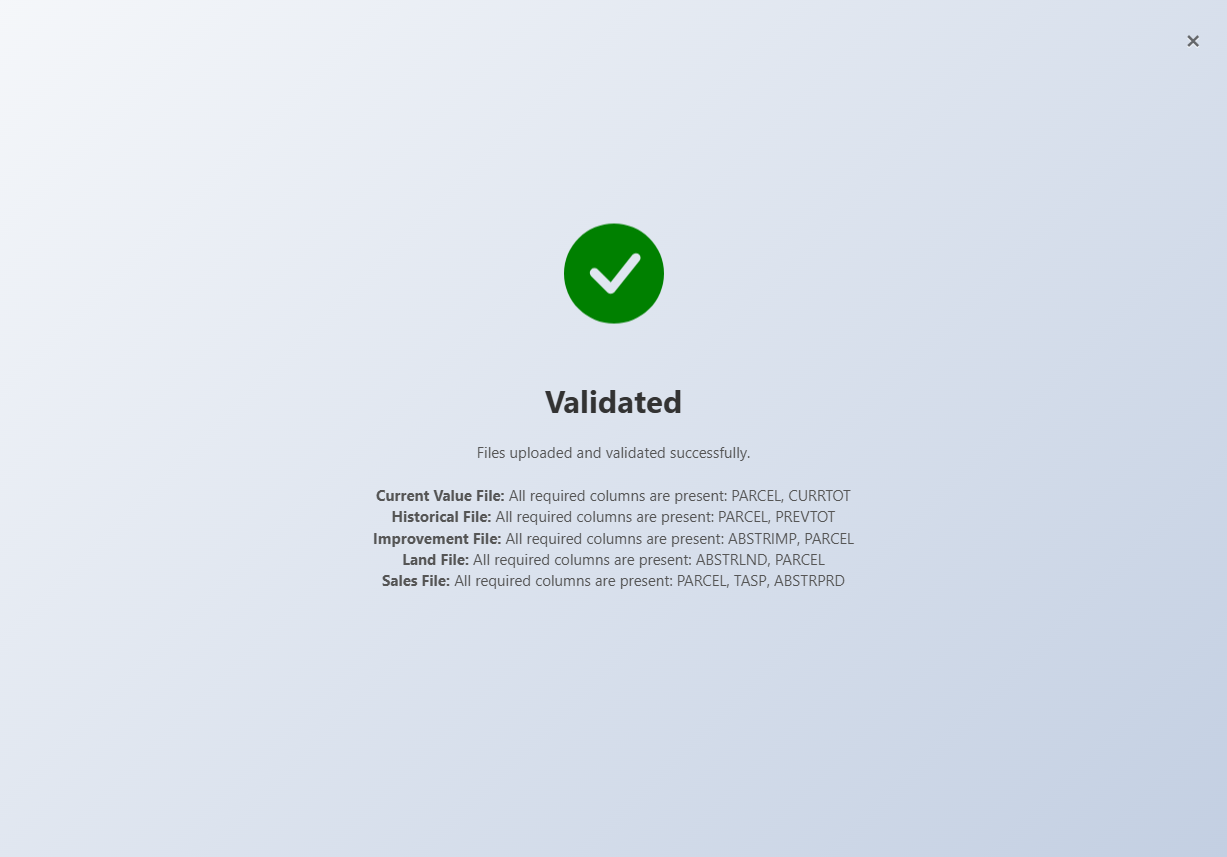 Validated
Files uploaded and validated successfully.
Current Value File: All required columns are present: PARCEL, CURRTOT
Historical File: All required columns are present: PARCEL, PREVTOT
Improvement File: All required columns are present: ABSTRIMP, PARCEL
Land File: All required columns are present: ABSTRLND, PARCEL
Sales File: All required columns are present: PARCEL, TASP, ABSTRPRD